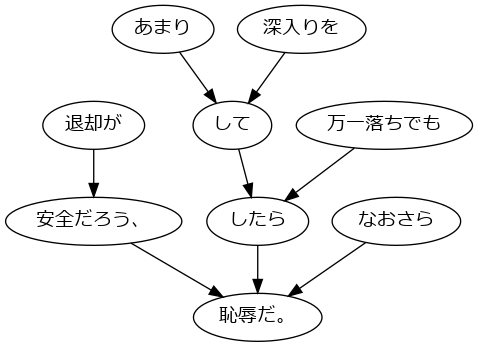 あまり
深入りを
退却が
して
万一落ちでも
安全だろう、
したら
なおさら
恥辱だ。